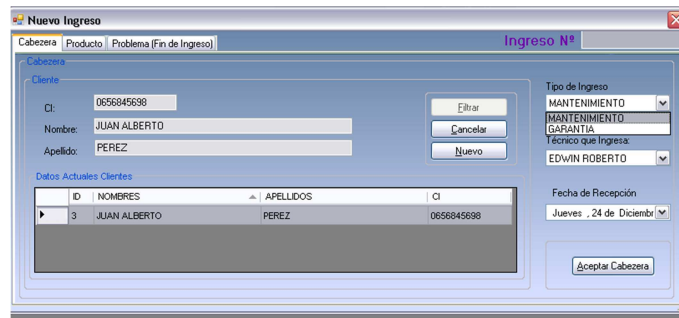 Nuevo Ingreso
Cabezera Producto Problema (Fin de Ingreso) Ingreso Nº
Cabezera
Cliente
CI: 0656845698
Nombre: JUAN ALBERTO
Apellido: PEREZ
Filtrar
Cancelar
Nuevo
Datos Actuales Clientes
ID NOMBRES APELLIDOS CI
3 JUAN ALBERTO PEREZ 0656845698
Tipo de Ingreso
MANTENIMIENTO
MANTENIMIENTO
GARANTIA
Técnico que Ingresa:
EDWIN ROBERTO
Fecha de Recepción
Jueves , 24 de Diciembr
Aceptar Cabezera